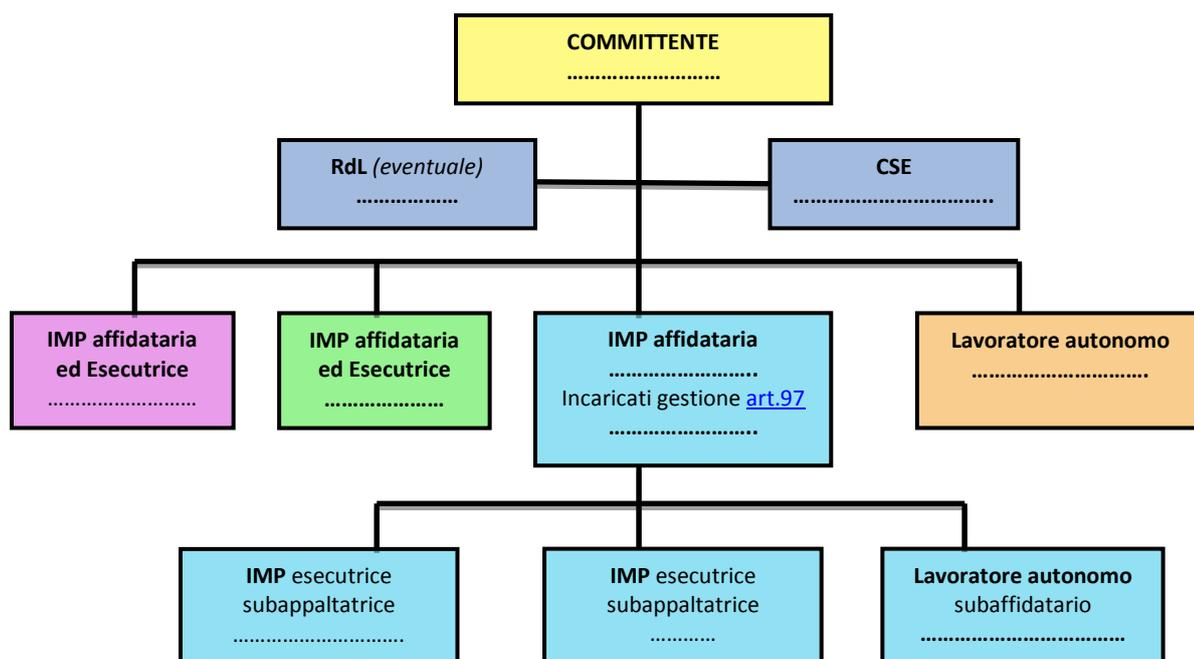 COMMITTENTE
……………………..
RdL (eventuale)
………………
CSE
……………………………..
IMP affidataria
ed Esecutrice
……………………..
IMP affidataria
ed Esecutrice
…………………
IMP affidataria
……………………..
Incaricati gestione art.97
……………………..
Lavoratore autonomo
………………………….
IMP esecutrice
subappaltatrice
………………………….
IMP esecutrice
subappaltatrice
…………
Lavoratore autonomo
subaffidatario
………………………………